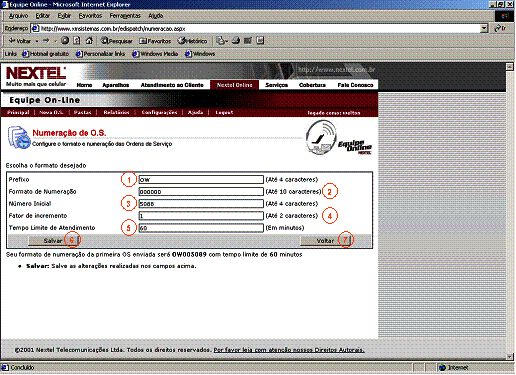 Equipe Online - Microsoft Internet Explorer
Arquivo Editar Exibir Favoritos Ferramentas Ajuda
Endereço http://www.xmsistemas.com.br/edispatch/numeracao.aspx Ir
Voltar Pesquisar Favoritos Histórico
Links Hotmail gratuito Personalizar links Windows Media Windows
NEXTEL http://www.nextel.com.br
Muito mais que celular Home Aparelhos Atendimento ao Cliente Nextel Online Serviços Cobertura Fale Conosco
Equipe On-Line
Principal | Nova O.S. | Pastas | Relatórios | Configurações | Ajuda | Logout logado como: welton
Numeração de O.S.
Configure o formato e numeração das Ordens de Serviço
Equipe Online
NEXTEL
Escolha o formato desejado
Prefixo 1 OW (Até 4 caracteres)
Formato de Numeração 000000 (Até 10 caracteres) 2
Número Inicial 3 5088 (Até 4 caracteres)
Fator de incremento 1 (Até 2 caracteres) 4
Tempo Limite de Atendimento 5 60 (Em minutos)
Salvar 6 Voltar 7
Seu formato de numeração da primeira OS enviada será OW005089 com tempo limite de 60 minutos
• Salvar: Salve as alterações realizadas nos campos acima.
©2001 Nextel Telecomunicações Ltda. Todos os direitos reservados. Por favor leia com atenção nossos Direitos Autorais.
Concluído Internet